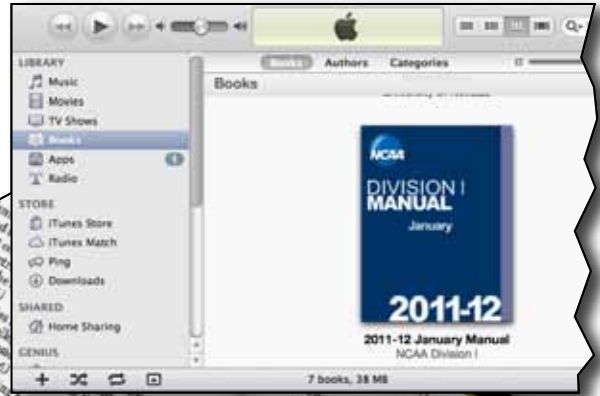 LIBRARY
Music
Movies
TV Shows
Books
Apps
Radio
STORE
iTunes Store
iTunes Match
Ping
Downloads
SHARED
Home Sharing
GENIUS
Books Authors Categories
Books
NCAA
DIVISION I
MANUAL
January
2011-12
2011-12 January Manual
NCAA Division I
7 books, 38 MB